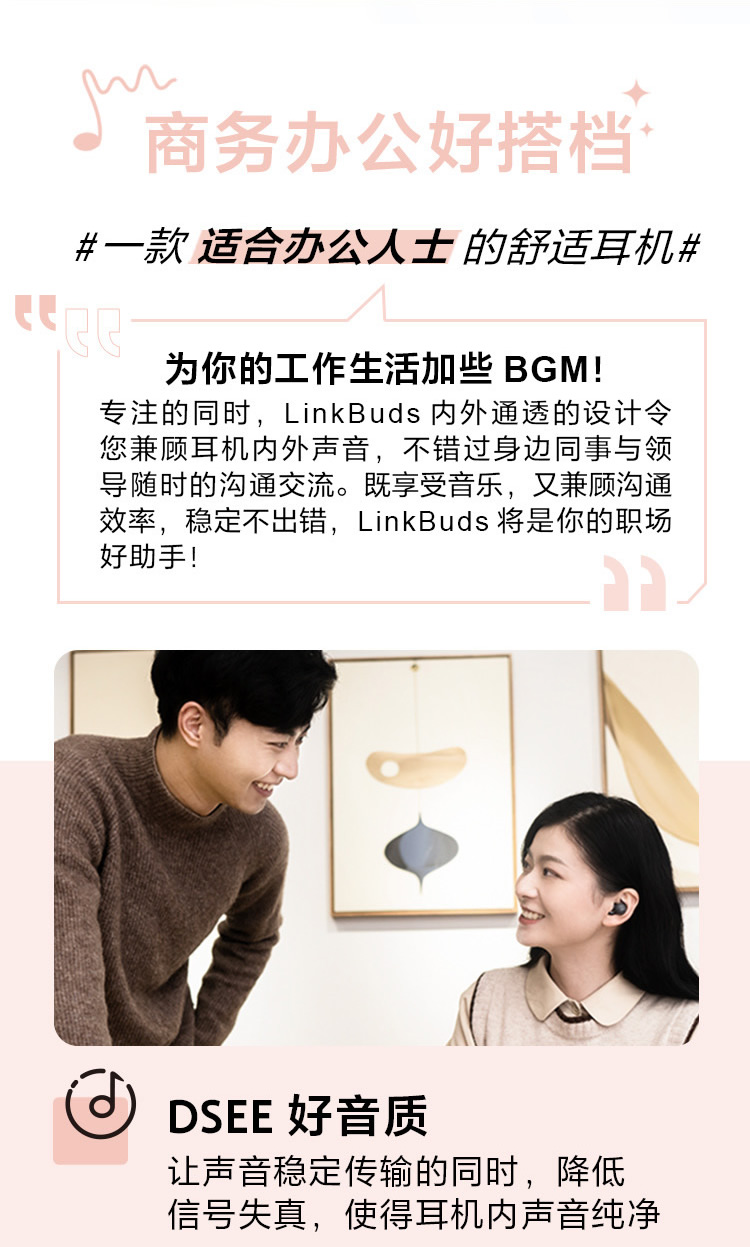 商务办公好搭档
#一款 适合办公人士 的舒适耳机#
为你的工作生活加些 BGM!
专注的同时，LinkBuds 内外通透的设计令
您兼顾耳机内外声音，不错过身边同事与领
导随时的沟通交流。既享受音乐，又兼顾沟通
效率，稳定不出错，LinkBuds 将是你的职场
好助手!
DSEE 好音质
让声音稳定传输的同时，降低
信号失真，使得耳机内声音纯净